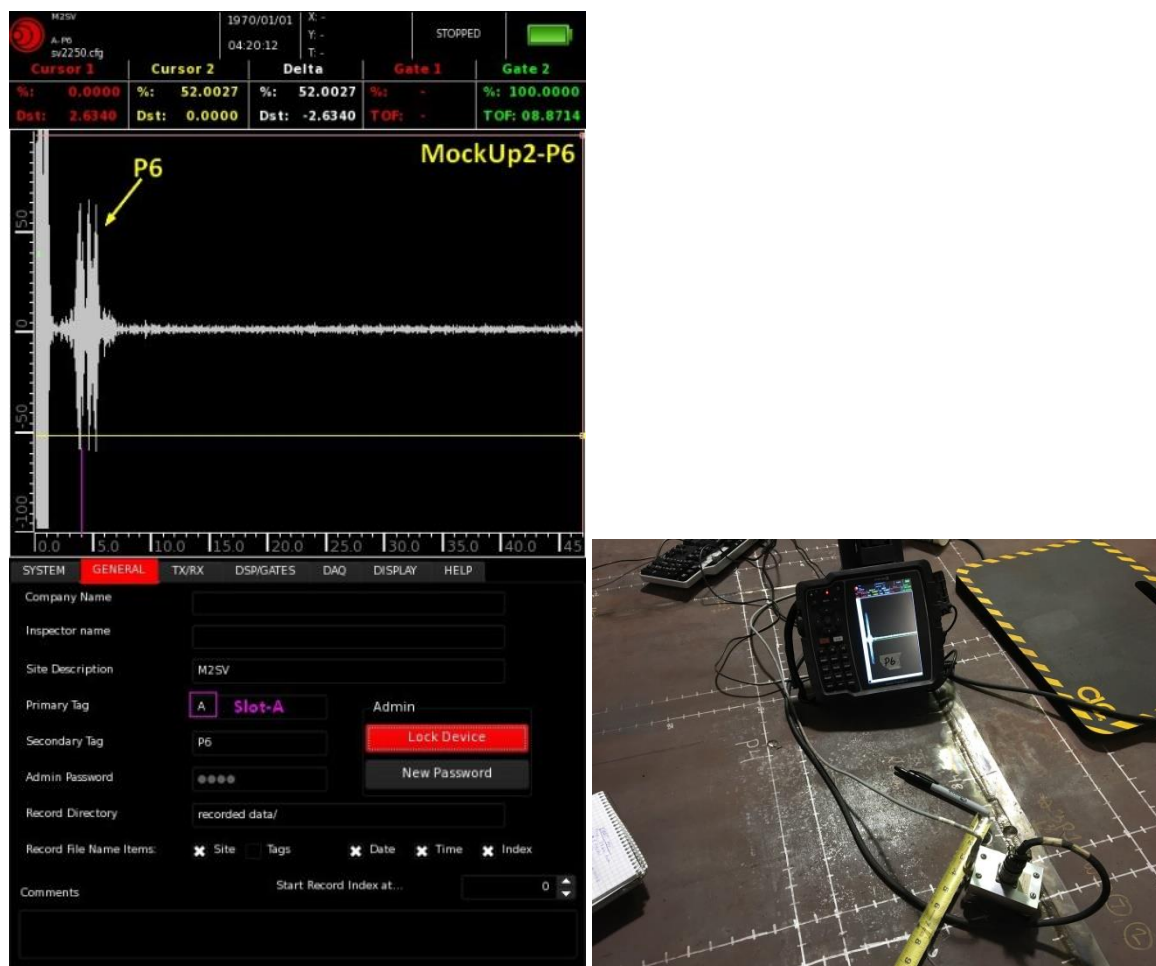 M2SV
A- P6
sv2250.cfg
1970/01/01
04:20:12
X: -
Y: -
T: -
STOPPED
Cursor 1 Cursor 2 Delta Gate 1 Gate 2
%: 0.0000 %: 52.0027 %: 52.0027 %: - %: 100.0000
Dst: 2.6340 Dst: 0.0000 Dst: -2.6340 TOF: - TOF: 08.8714
MockUp2-P6
P6
50
0
-50
-100
0.0 5.0 10.0 15.0 20.0 25.0 30.0 35.0 40.0 45
SYSTEM GENERAL TX/RX DSP/GATES DAQ DISPLAY HELP
Company Name
Inspector name
Site Description M2SV
Primary Tag A Slot-A
Admin
Lock Device
Secondary Tag P6
New Password
Admin Password
Record Directory recorded data/
Record File Name Items: Site Tags Date Time Index
Start Record Index at... 0
Comments
P6